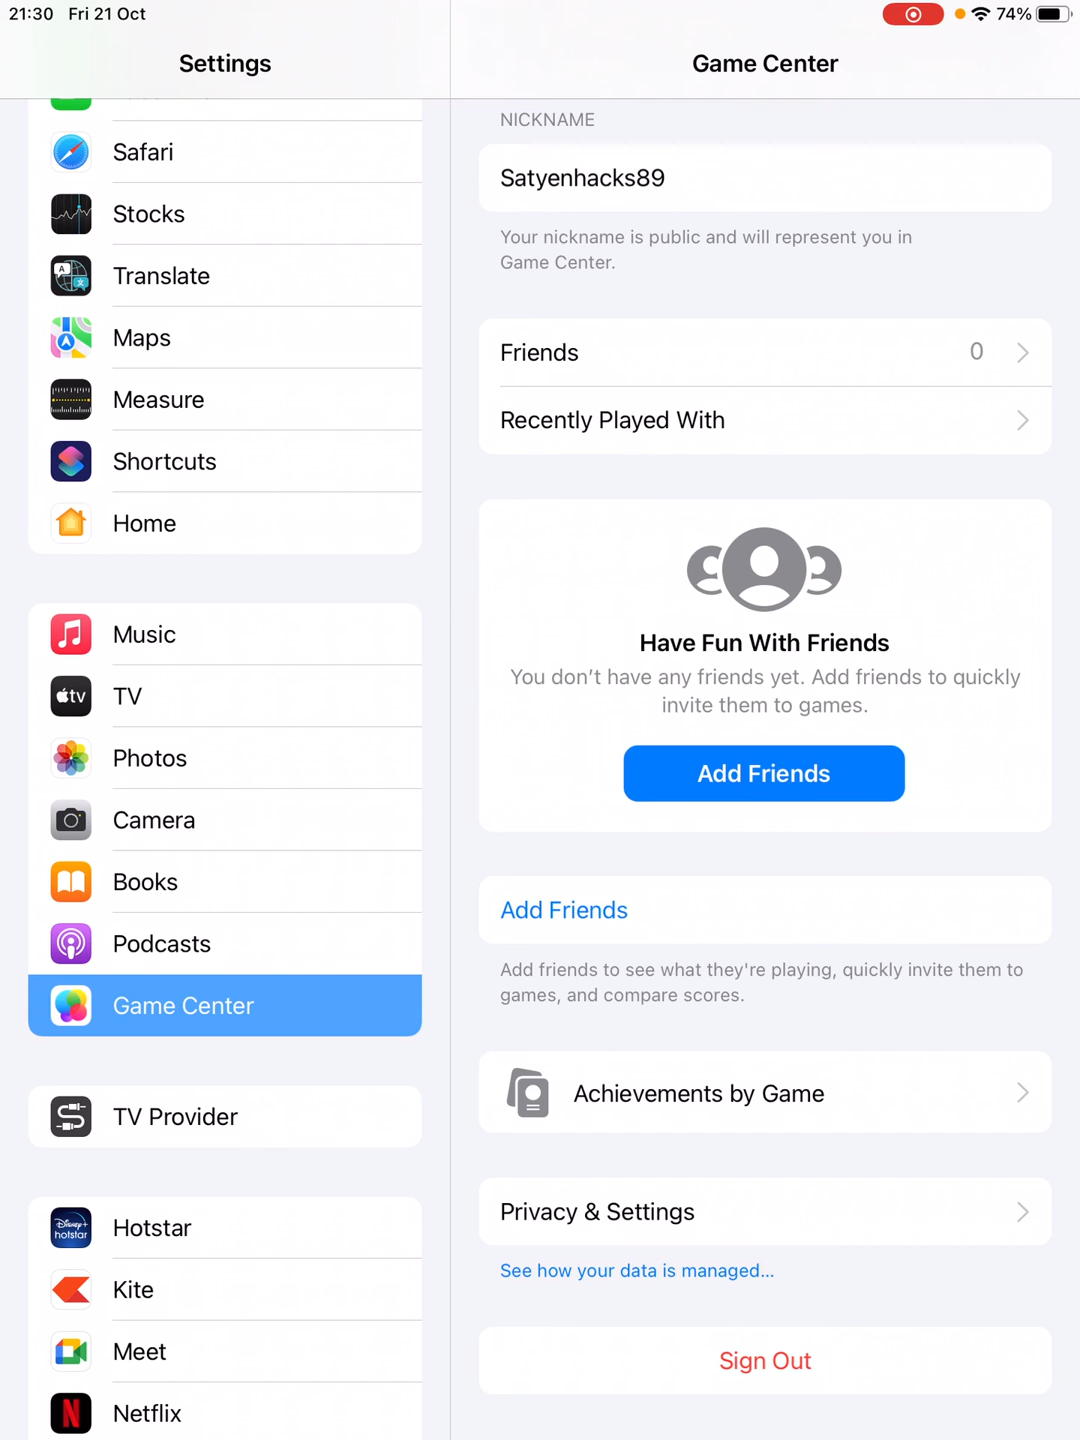 21:30 Fri 21 Oct
74%
Settings
Safari
Stocks
Translate
Maps
Measure
Shortcuts
Home
Music
tv
TV
Photos
Camera
Books
Podcasts
Game Center
TV Provider
Disney+
hotstar
Hotstar
Kite
Meet
N
Netflix
Game Center
NICKNAME
Satyenhacks89
Your nickname is public and will represent you in
Game Center.
Friends 0
Recently Played With
Have Fun With Friends
You don’t have any friends yet. Add friends to quickly
invite them to games.
Add Friends
Add Friends
Add friends to see what they're playing, quickly invite them to
games, and compare scores.
Achievements by Game
Privacy & Settings
See how your data is managed...
Sign Out